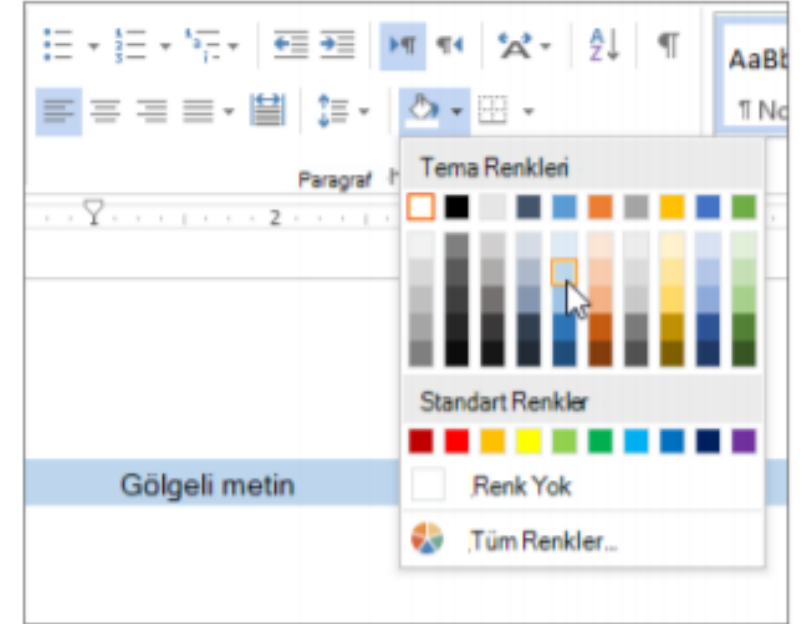 AaBb
¶ No
Paragraf
Tema Renkleri
2
Standart Renkler
Gölgeli metin
Renk Yok
Tüm Renkler...